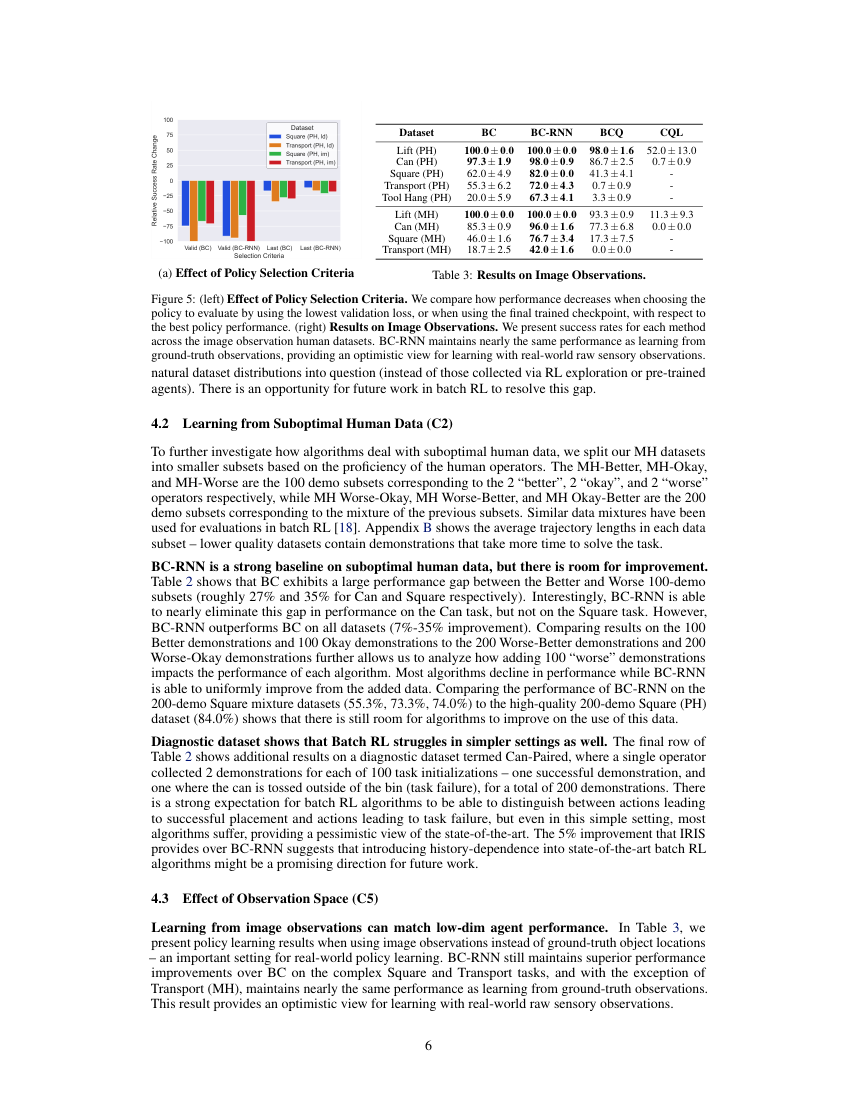 100
75
50
25
0
−25
−50
−75
−100
Relative Success Rate Change
Dataset
Square (PH, ld)
Transport (PH, ld)
Square (PH, im)
Transport (PH, im)
Valid (BC) Valid (BC-RNN) Last (BC) Last (BC-RNN)
Selection Criteria
(a) Effect of Policy Selection Criteria
Dataset BC BC-RNN BCQ CQL
Lift (PH) 100.0 ± 0.0 100.0 ± 0.0 98.0 ± 1.6 52.0 ± 13.0
Can (PH) 97.3 ± 1.9 98.0 ± 0.9 86.7 ± 2.5 0.7 ± 0.9
Square (PH) 62.0 ± 4.9 82.0 ± 0.0 41.3 ± 4.1 -
Transport (PH) 55.3 ± 6.2 72.0 ± 4.3 0.7 ± 0.9 -
Tool Hang (PH) 20.0 ± 5.9 67.3 ± 4.1 3.3 ± 0.9 -
Lift (MH) 100.0 ± 0.0 100.0 ± 0.0 93.3 ± 0.9 11.3 ± 9.3
Can (MH) 85.3 ± 0.9 96.0 ± 1.6 77.3 ± 6.8 0.0 ± 0.0
Square (MH) 46.0 ± 1.6 76.7 ± 3.4 17.3 ± 7.5 -
Transport (MH) 18.7 ± 2.5 42.0 ± 1.6 0.0 ± 0.0 -
Table 3: Results on Image Observations.
Figure 5: (left) Effect of Policy Selection Criteria. We compare how performance decreases when choosing the
policy to evaluate by using the lowest validation loss, or when using the final trained checkpoint, with respect to
the best policy performance. (right) Results on Image Observations. We present success rates for each method
across the image observation human datasets. BC-RNN maintains nearly the same performance as learning from
ground-truth observations, providing an optimistic view for learning with real-world raw sensory observations.
natural dataset distributions into question (instead of those collected via RL exploration or pre-trained
agents). There is an opportunity for future work in batch RL to resolve this gap.
4.2 Learning from Suboptimal Human Data (C2)
To further investigate how algorithms deal with suboptimal human data, we split our MH datasets
into smaller subsets based on the proficiency of the human operators. The MH-Better, MH-Okay,
and MH-Worse are the 100 demo subsets corresponding to the 2 “better”, 2 “okay”, and 2 “worse”
operators respectively, while MH Worse-Okay, MH Worse-Better, and MH Okay-Better are the 200
demo subsets corresponding to the mixture of the previous subsets. Similar data mixtures have been
used for evaluations in batch RL [18]. Appendix B shows the average trajectory lengths in each data
subset – lower quality datasets contain demonstrations that take more time to solve the task.
BC-RNN is a strong baseline on suboptimal human data, but there is room for improvement.
Table 2 shows that BC exhibits a large performance gap between the Better and Worse 100-demo
subsets (roughly 27% and 35% for Can and Square respectively). Interestingly, BC-RNN is able
to nearly eliminate this gap in performance on the Can task, but not on the Square task. However,
BC-RNN outperforms BC on all datasets (7%-35% improvement). Comparing results on the 100
Better demonstrations and 100 Okay demonstrations to the 200 Worse-Better demonstrations and 200
Worse-Okay demonstrations further allows us to analyze how adding 100 “worse” demonstrations
impacts the performance of each algorithm. Most algorithms decline in performance while BC-RNN
is able to uniformly improve from the added data. Comparing the performance of BC-RNN on the
200-demo Square mixture datasets (55.3%, 73.3%, 74.0%) to the high-quality 200-demo Square (PH)
dataset (84.0%) shows that there is still room for algorithms to improve on the use of this data.
Diagnostic dataset shows that Batch RL struggles in simpler settings as well. The final row of
Table 2 shows additional results on a diagnostic dataset termed Can-Paired, where a single operator
collected 2 demonstrations for each of 100 task initializations – one successful demonstration, and
one where the can is tossed outside of the bin (task failure), for a total of 200 demonstrations. There
is a strong expectation for batch RL algorithms to be able to distinguish between actions leading
to successful placement and actions leading to task failure, but even in this simple setting, most
algorithms suffer, providing a pessimistic view of the state-of-the-art. The 5% improvement that IRIS
provides over BC-RNN suggests that introducing history-dependence into state-of-the-art batch RL
algorithms might be a promising direction for future work.
4.3 Effect of Observation Space (C5)
Learning from image observations can match low-dim agent performance. In Table 3, we
present policy learning results when using image observations instead of ground-truth object locations
– an important setting for real-world policy learning. BC-RNN still maintains superior performance
improvements over BC on the complex Square and Transport tasks, and with the exception of
Transport (MH), maintains nearly the same performance as learning from ground-truth observations.
This result provides an optimistic view for learning with real-world raw sensory observations.
6